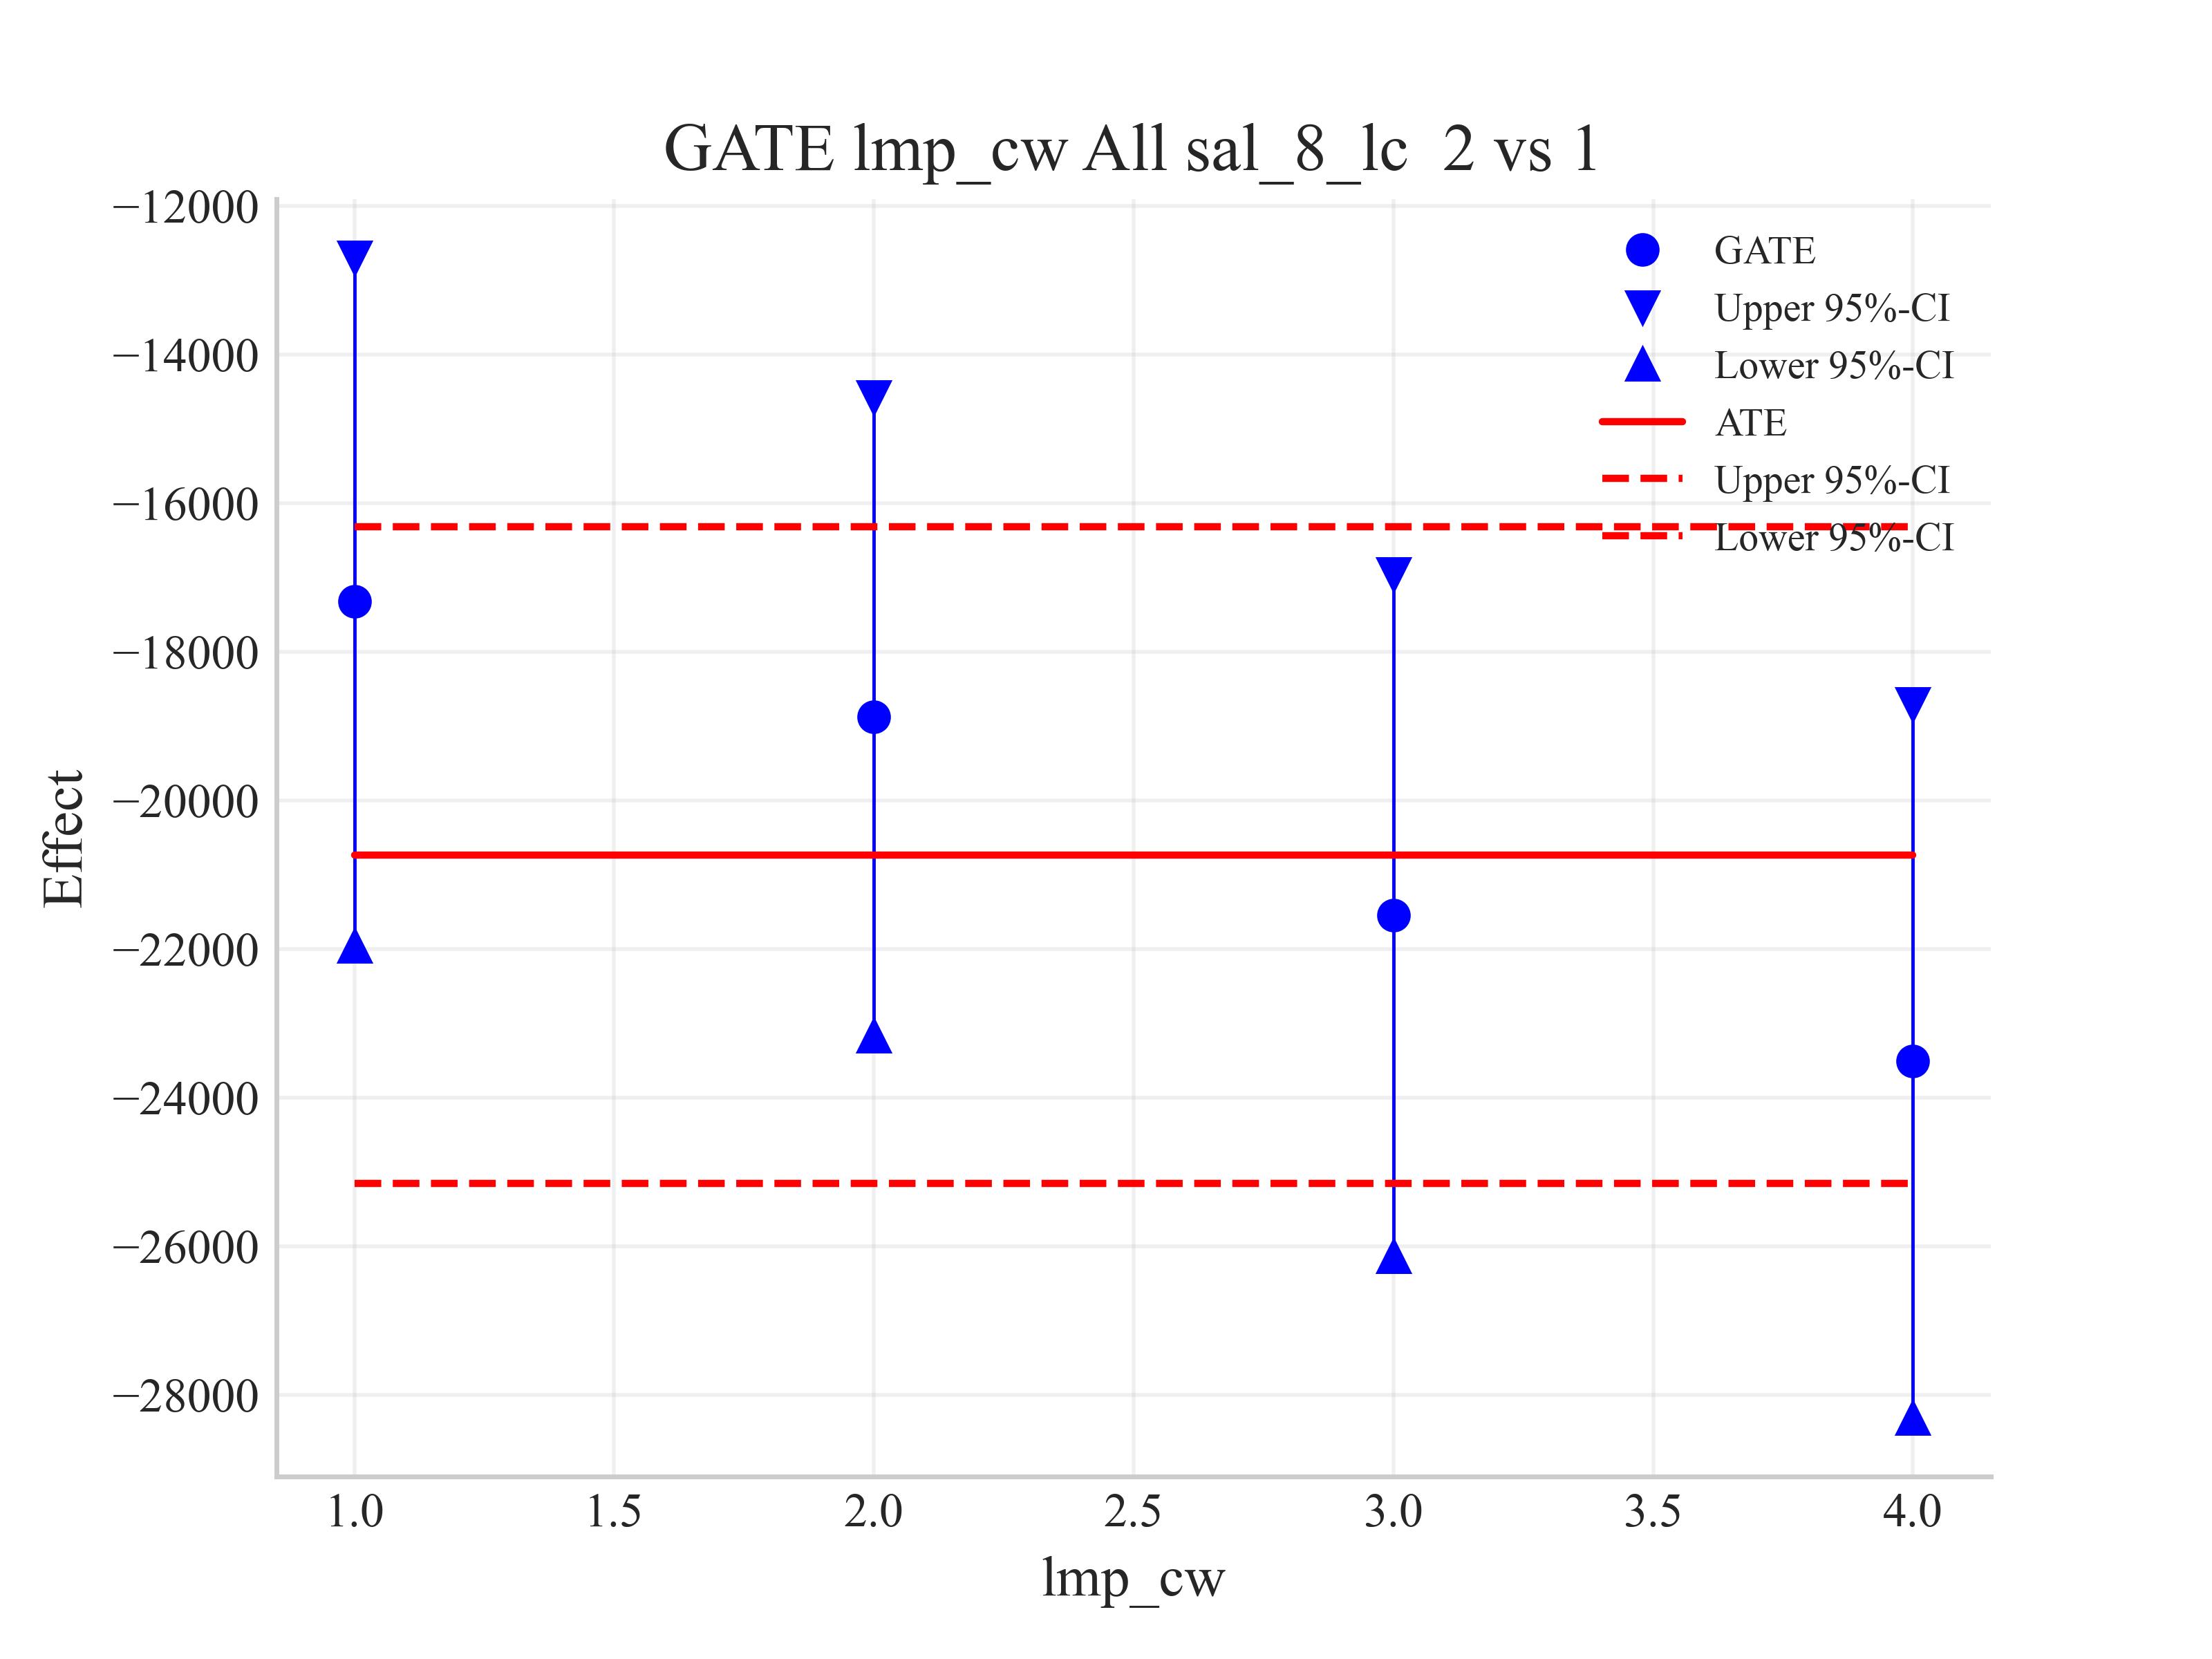 GATE lmp_cw All sal_8_lc  2 vs 1
−12000
−14000
−16000
−18000
−20000
−22000
−24000
−26000
−28000
Effect
GATE
Upper 95%-CI
Lower 95%-CI
ATE
Upper 95%-CI
Lower 95%-CI
1.0 1.5 2.0 2.5 3.0 3.5 4.0
lmp_cw